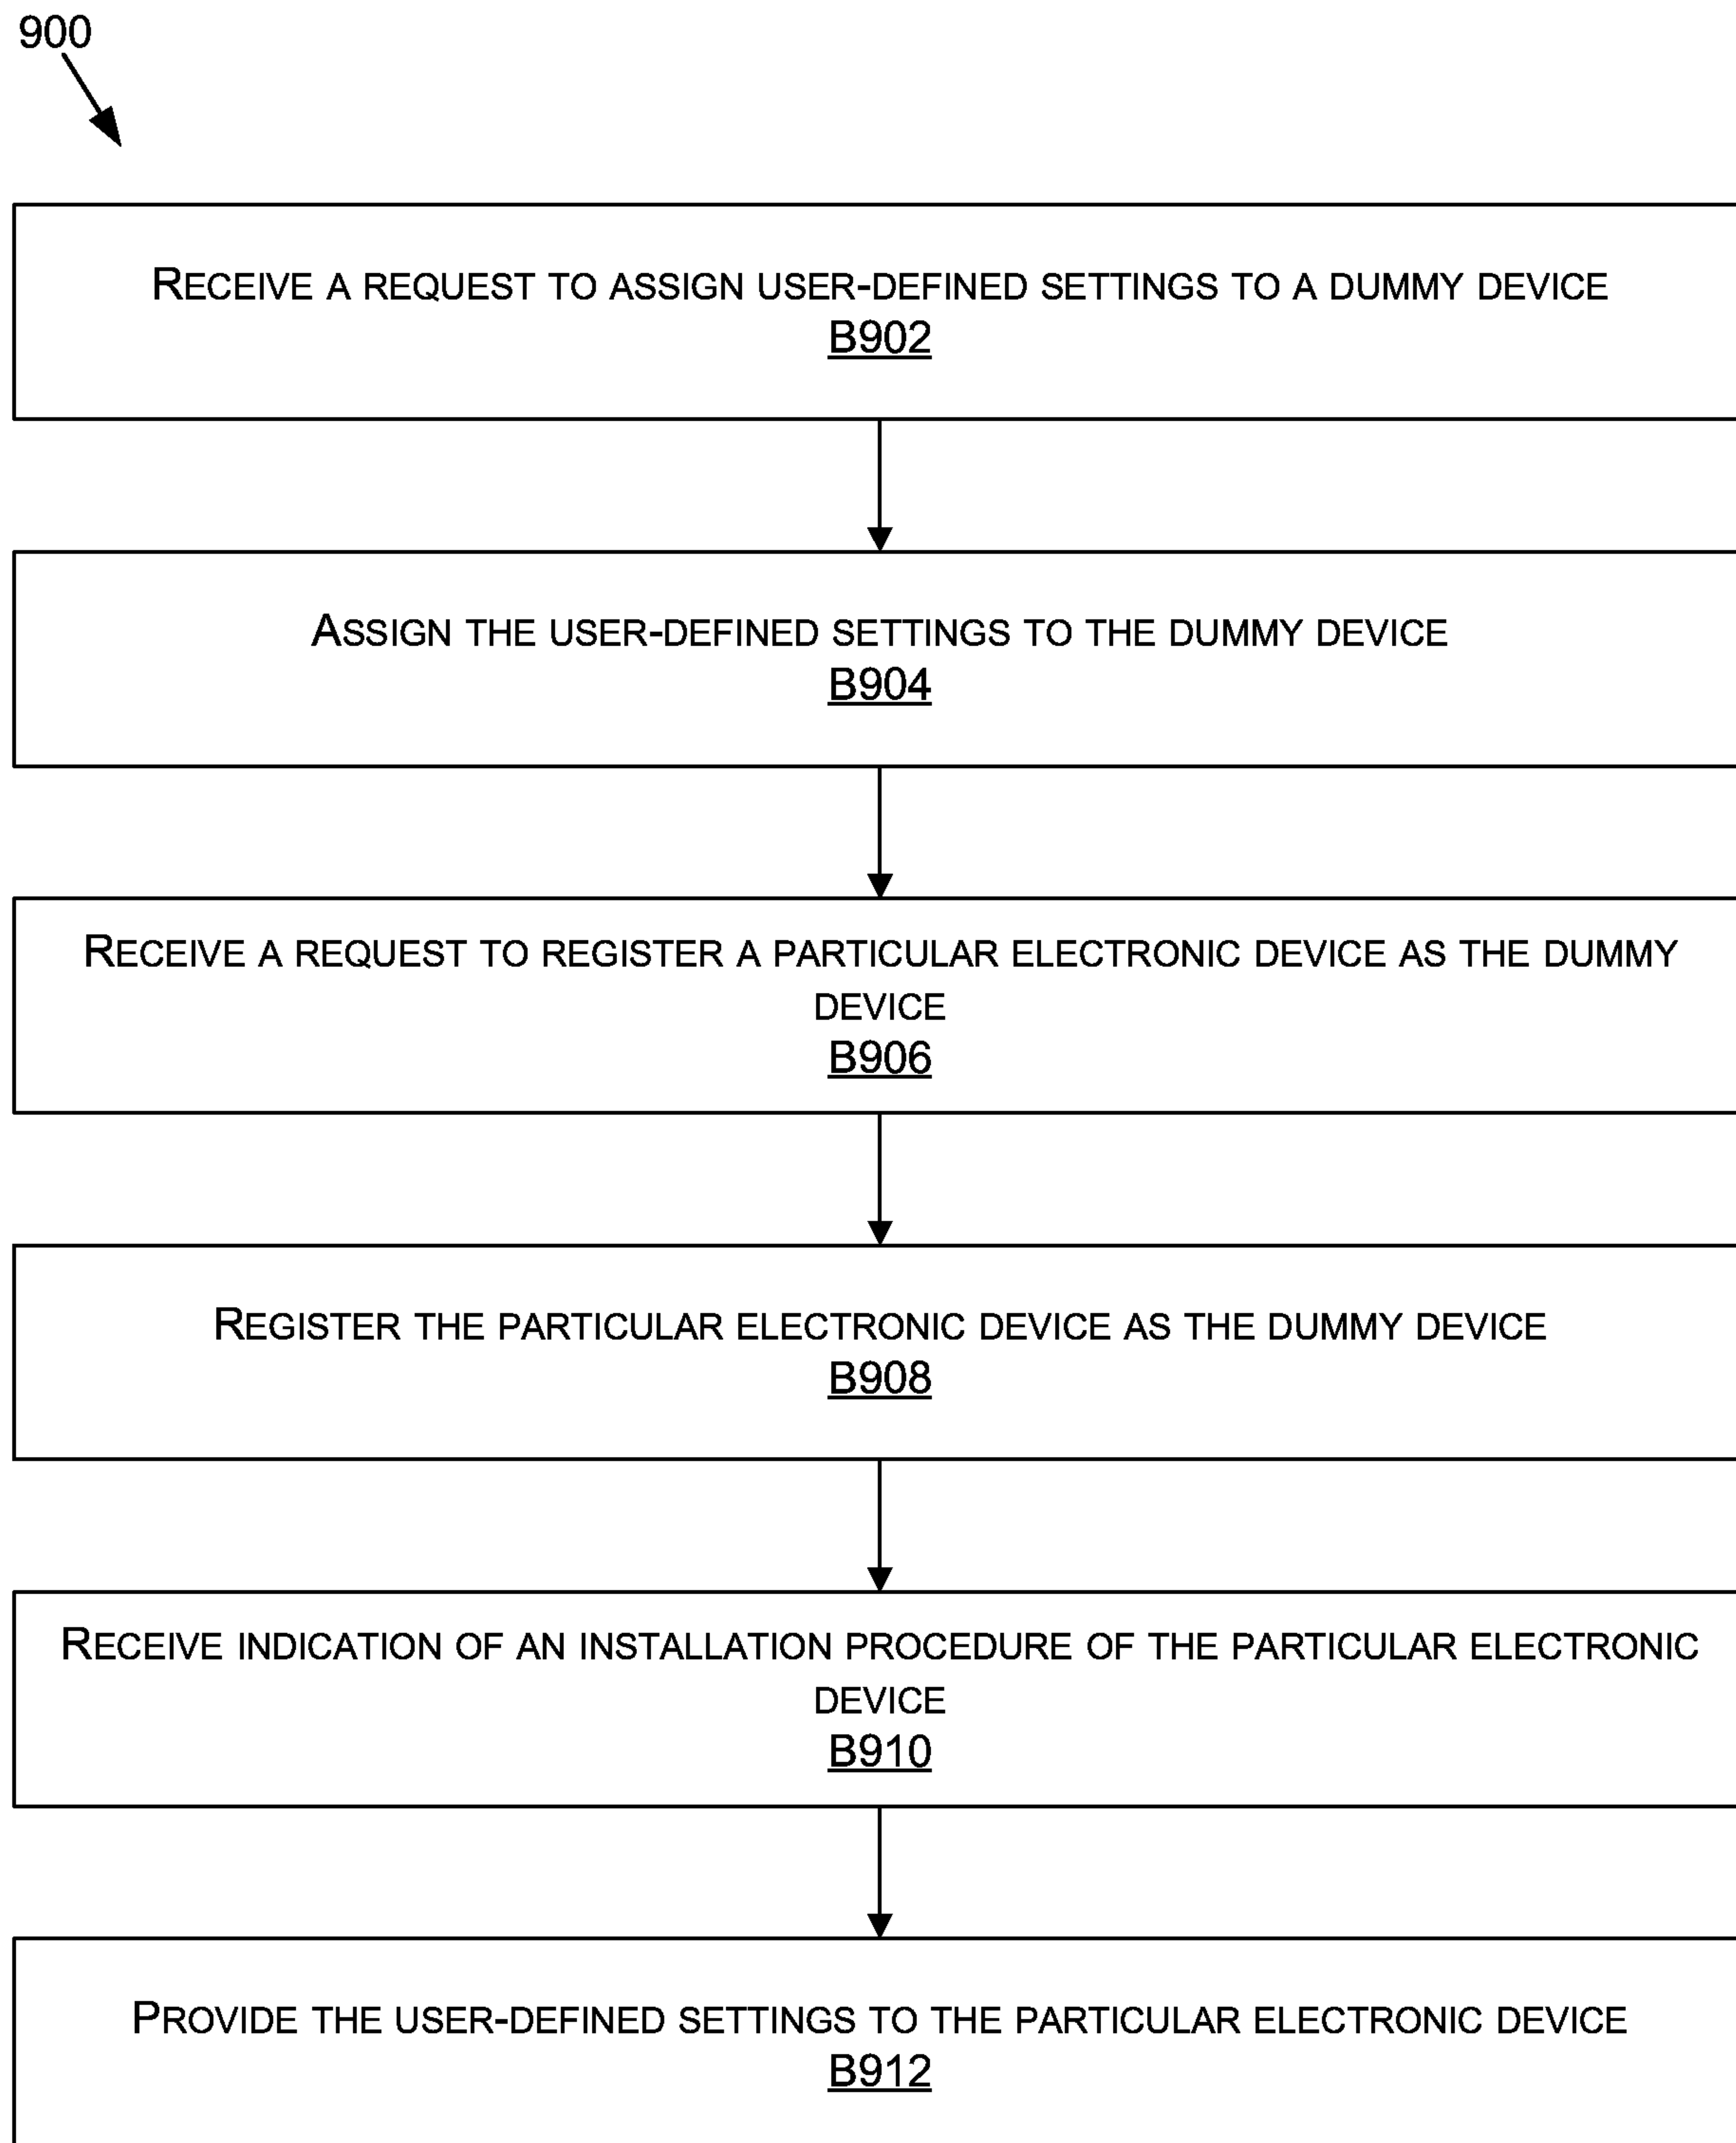 900
RECEIVE A REQUEST TO ASSIGN USER-DEFINED SETTINGS TO A DUMMY DEVICE
B902
ASSIGN THE USER-DEFINED SETTINGS TO THE DUMMY DEVICE
B904
RECEIVE A REQUEST TO REGISTER A PARTICULAR ELECTRONIC DEVICE AS THE DUMMY
DEVICE
B906
REGISTER THE PARTICULAR ELECTRONIC DEVICE AS THE DUMMY DEVICE
B908
RECEIVE INDICATION OF AN INSTALLATION PROCEDURE OF THE PARTICULAR ELECTRONIC
DEVICE
B910
PROVIDE THE USER-DEFINED SETTINGS TO THE PARTICULAR ELECTRONIC DEVICE
B912